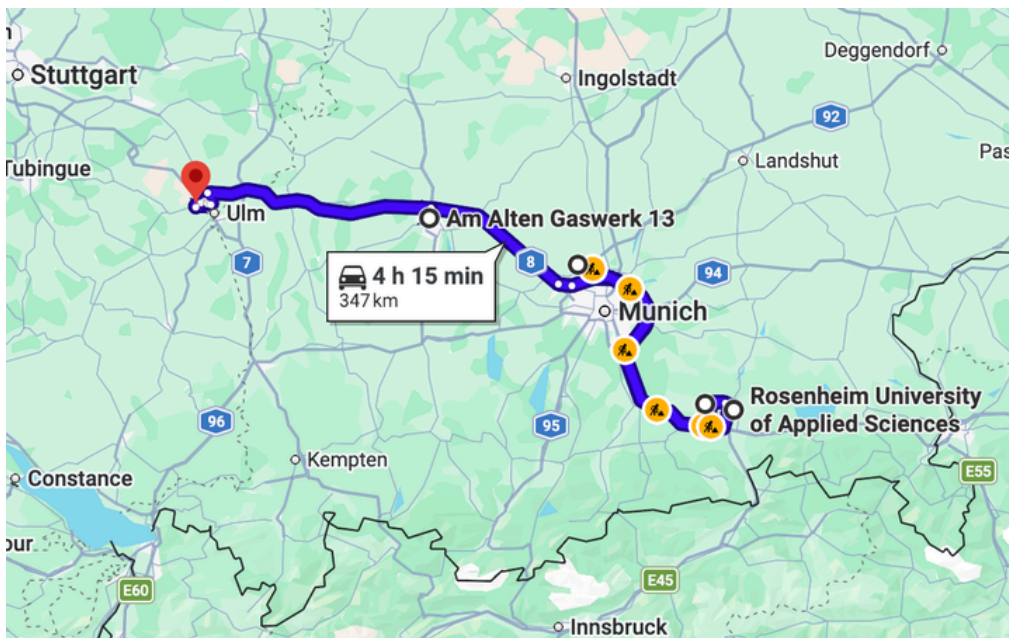 Deggendorf
Stuttgart
Ingolstadt
92
Landshut
Pas
Tubingue
Ulm
Am Alten Gaswerk 13
7
8
94
4 h 15 min
347 km
Munich
Rosenheim University
of Applied Sciences
96
95
Kempten
Constance
E55
our
E45
E60
Innsbruck